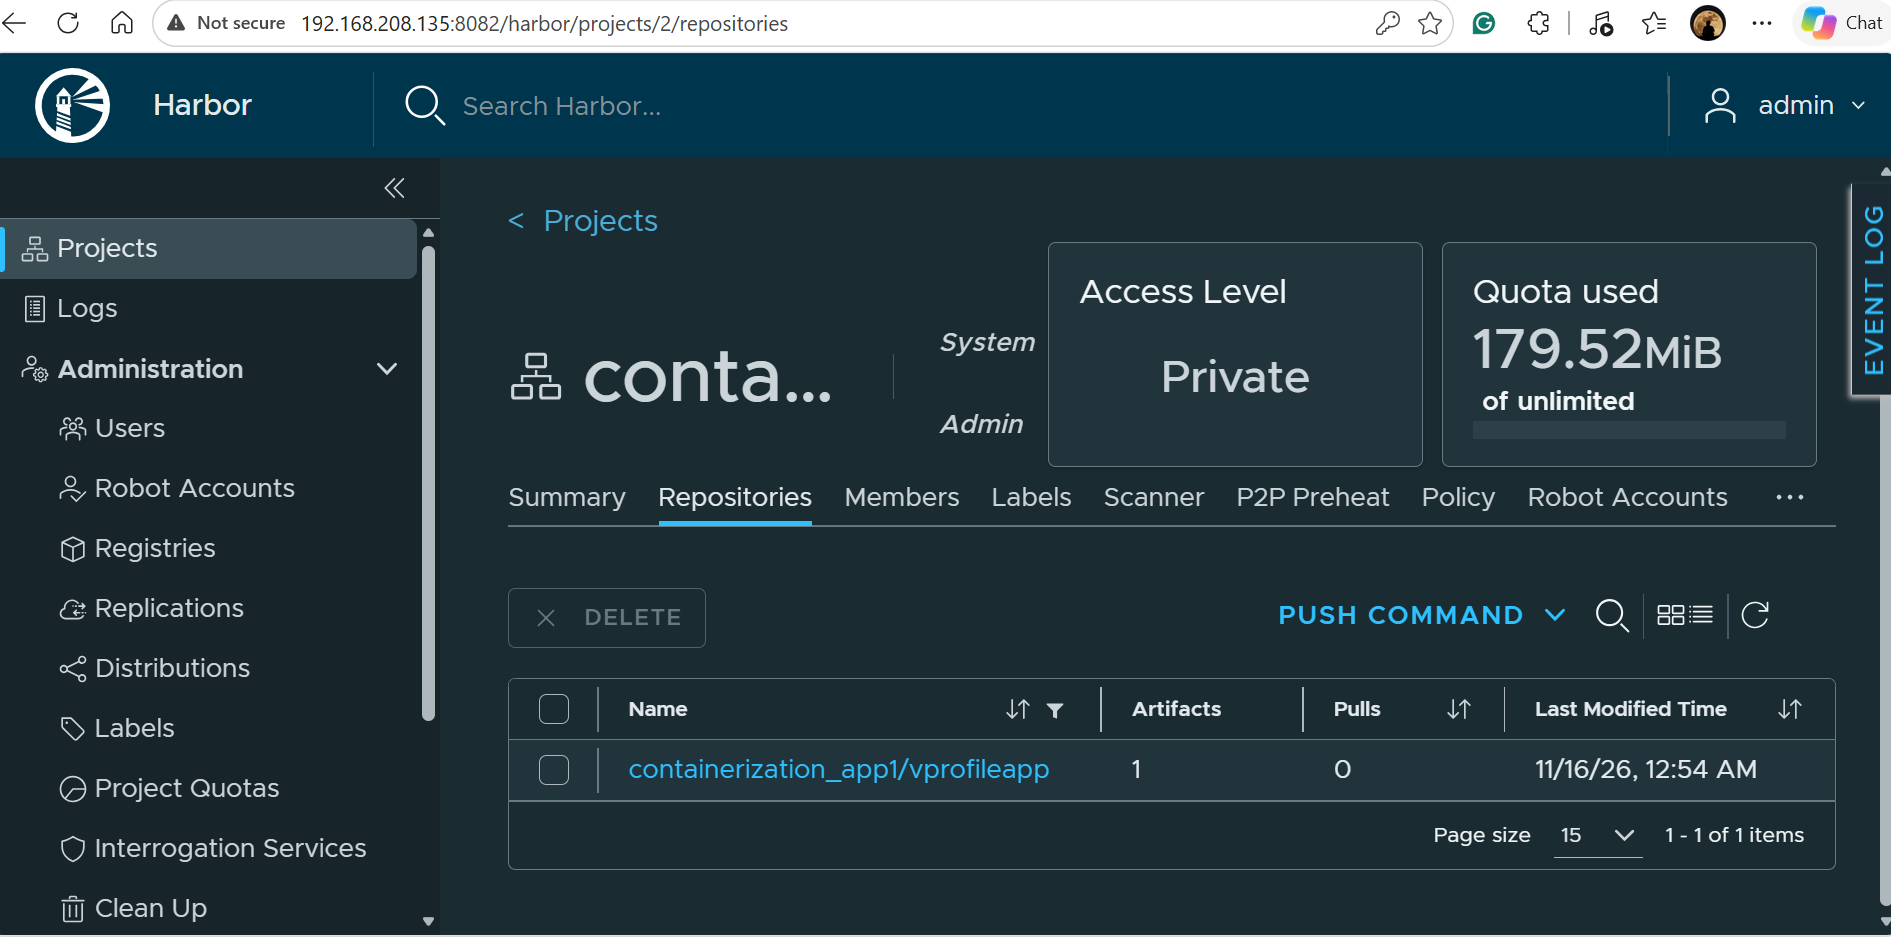 Not secure 192.168.208.135:8082/harbor/projects/2/repositories Chat
Harbor Search Harbor... admin
Projects
Logs
Administration
Users
Robot Accounts
Registries
Replications
Distributions
Labels
Project Quotas
Interrogation Services
Clean Up
< Projects
conta...
System
Admin
Access Level
Private
Quota used
179.52MiB
of unlimited
EVENT LOG
Summary Repositories Members Labels Scanner P2P Preheat Policy Robot Accounts ...
DELETE PUSH COMMAND
Name Artifacts Pulls Last Modified Time
containerization_app1/vprofileapp 1 0 11/16/26, 12:54 AM
Page size 15 1 - 1 of 1 items